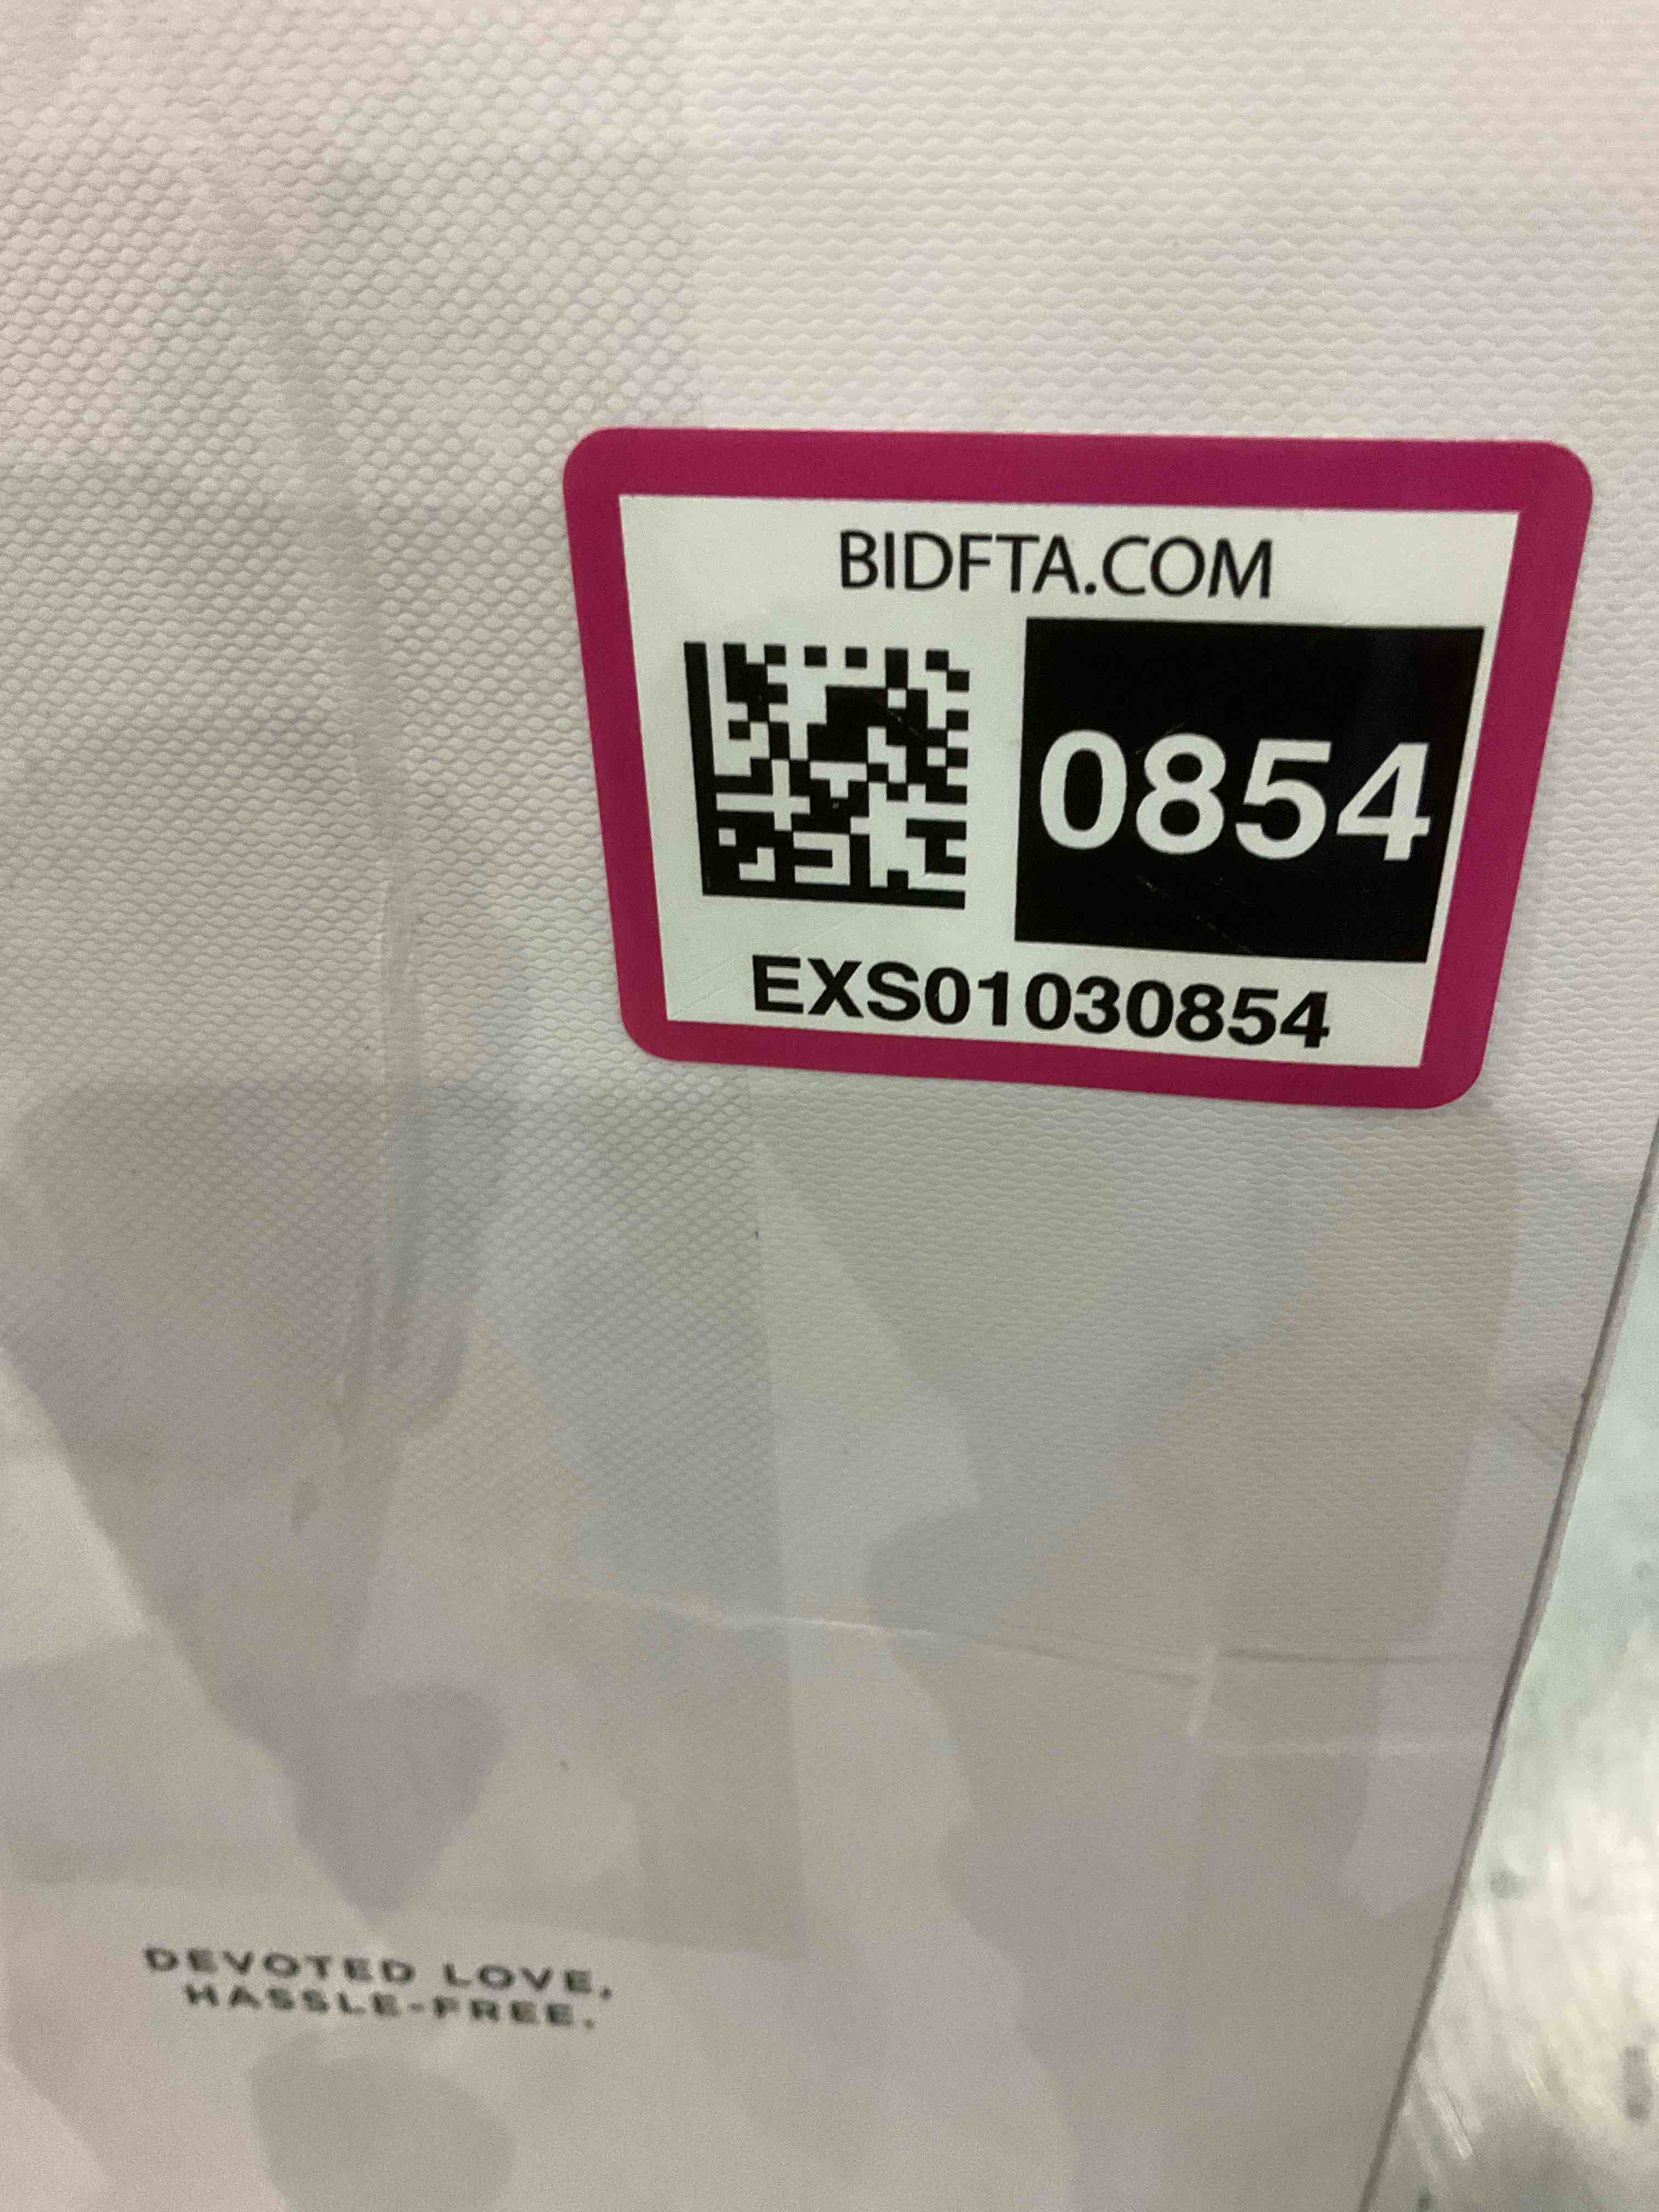 BIDFTA.COM
0854
EXS01030854
DEVOTED LOVE,
HASSLE-FREE.